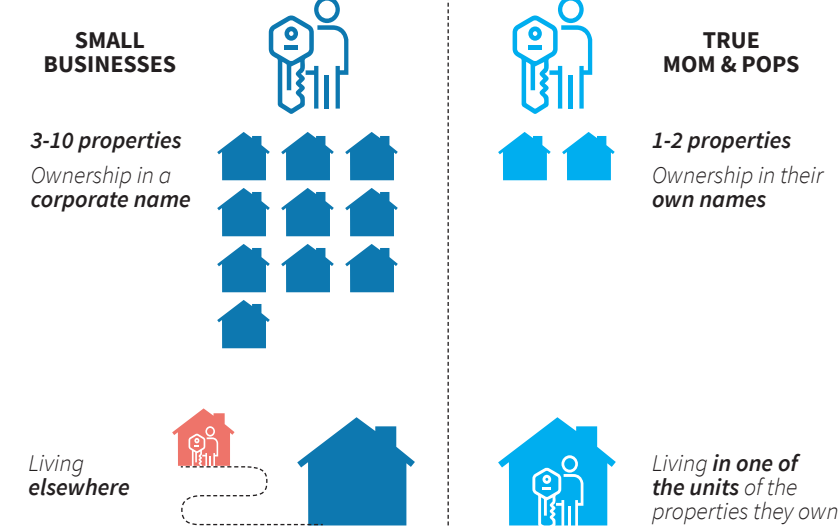 SMALL
BUSINESSES
3-10 properties
Ownership in a
corporate name
Living
elsewhere
TRUE
MOM & POPS
1-2 properties
Ownership in their
own names
Living in one of
the units of the
properties they own